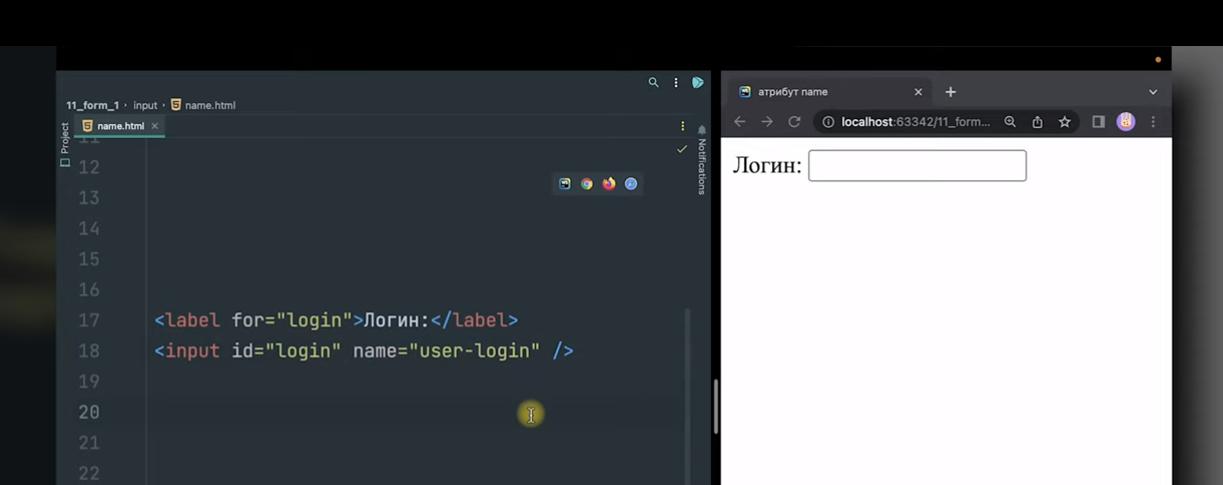 11_form_1 › input › name.html
Project
name.html
Notifications
11
12
13
14
15
16
17 <label for="login">Логин:</label>
18 <input id="login" name="user-login" />
19
20
21
22
атрибут name
localhost:63342/11_form...
Логин: